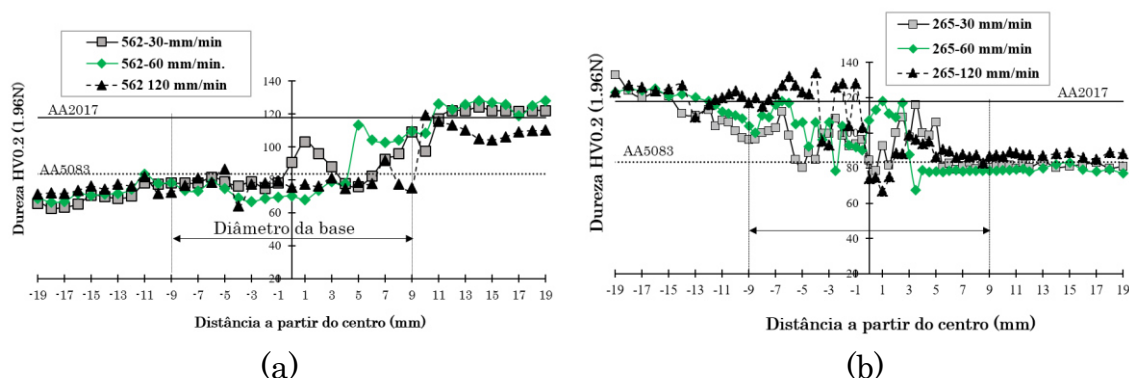 (a)
562-30-mm/min
562-60 mm/min.
562 120 mm/min
Dureza HV0.2 (1.96N)
140
120
100
80
60
40
20
AA2017
AA5083
Diâmetro da base
-19 -17 -15 -13 -11 -9 -7 -5 -3 -1 1 3 5 7 9 11 13 15 17 19
Distância a partir do centro (mm)
(a)
(b)
265-30 mm/min
265-60 mm/min
265-120 mm/min
Dureza HV0.2 (1.96N)
140
120
100
80
60
40
20
AA2017
AA5083
-19 -17 -15 -13 -11 -9 -7 -5 -3 -1 1 3 5 7 9 11 13 15 17 19
Distância a partir do centro (mm)
(b)